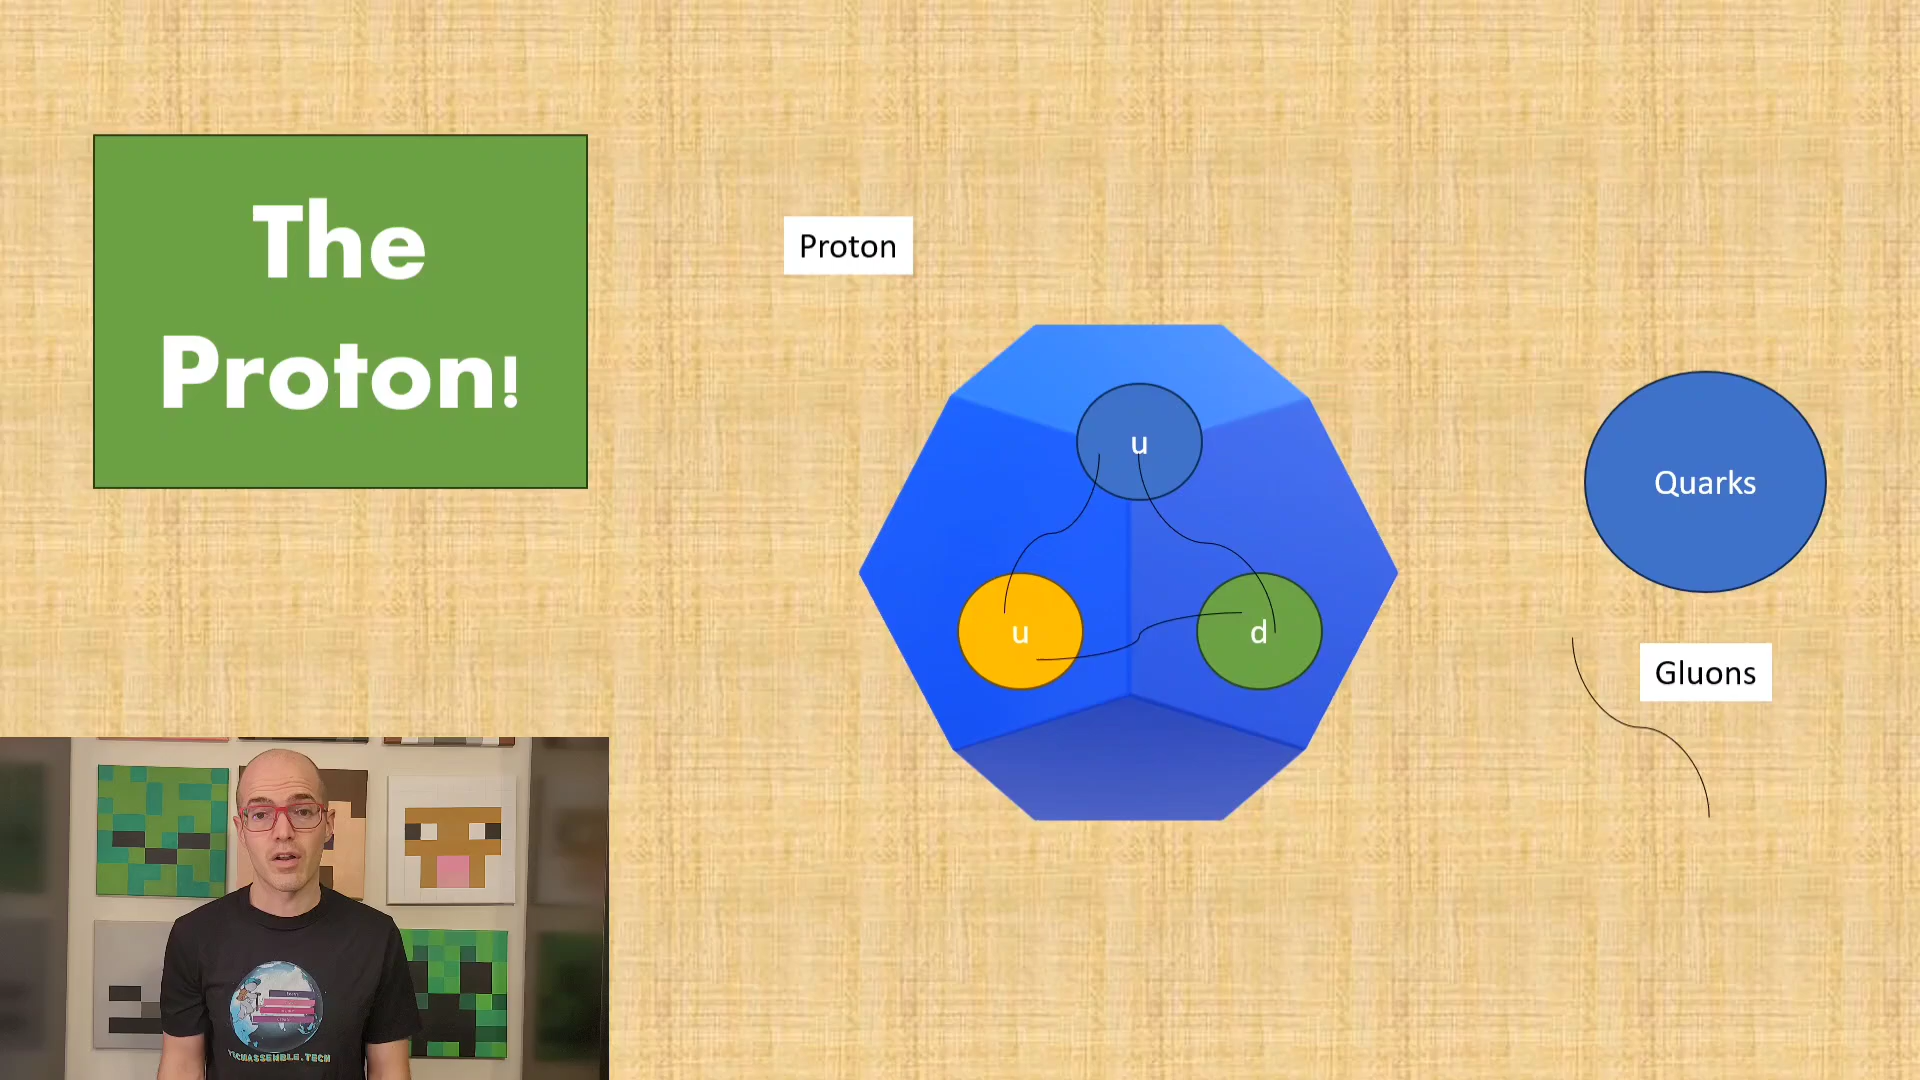 The
Proton!
Proton
u
u
d
Quarks
Gluons